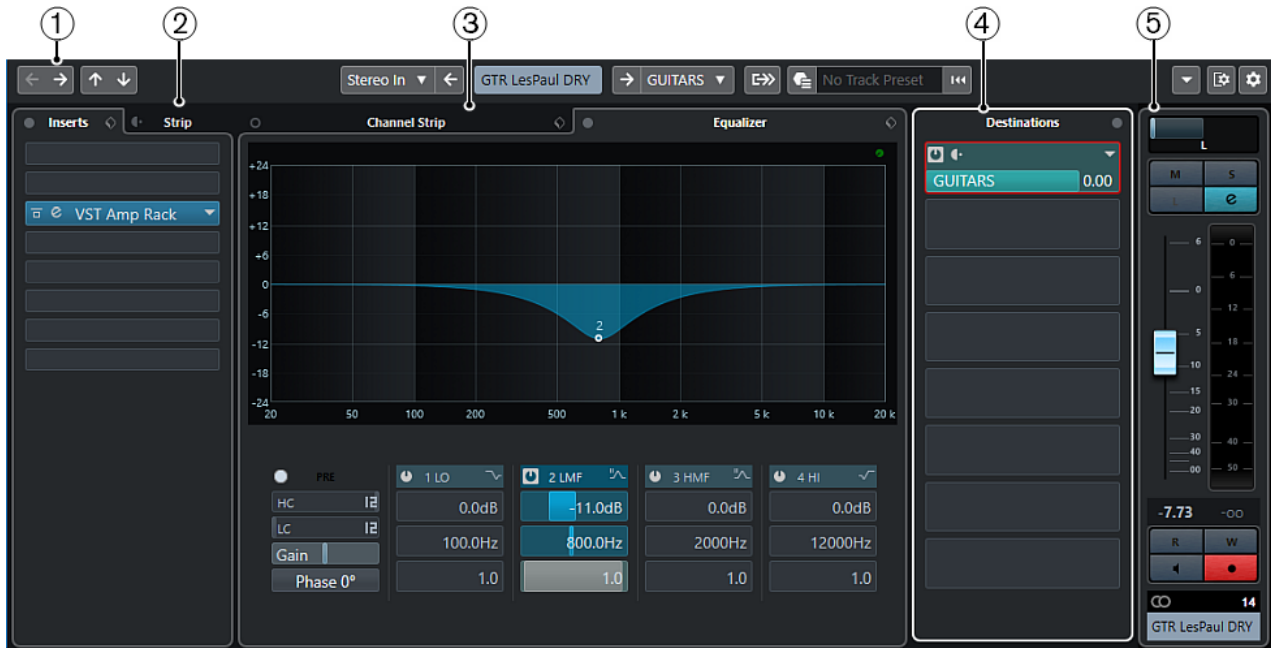 1
2
3
4
5
Stereo In
GTR LesPaul DRY
GUITARS
No Track Preset
Inserts
Strip
Channel Strip
Equalizer
Destinations
VST Amp Rack
+24
+18
+12
+6
0
-6
-12
-18
-24
2
20 50 100 200 500 1 k 2 k 5 k 10 k 20 k
PRE
1 LO
2 LMF
3 HMF
4 HI
HC 12
LC 12
Gain
Phase 0°
0.0dB -11.0dB 0.0dB 0.0dB
100.0Hz 800.0Hz 2000Hz 12000Hz
1.0 1.0 1.0 1.0
GUITARS 0.00
L
M S
L e
6
0
5
10
15
20
30
40
00
0
6
12
18
24
30
40
50
-7.73 -oo
R W
14
GTR LesPaul DRY